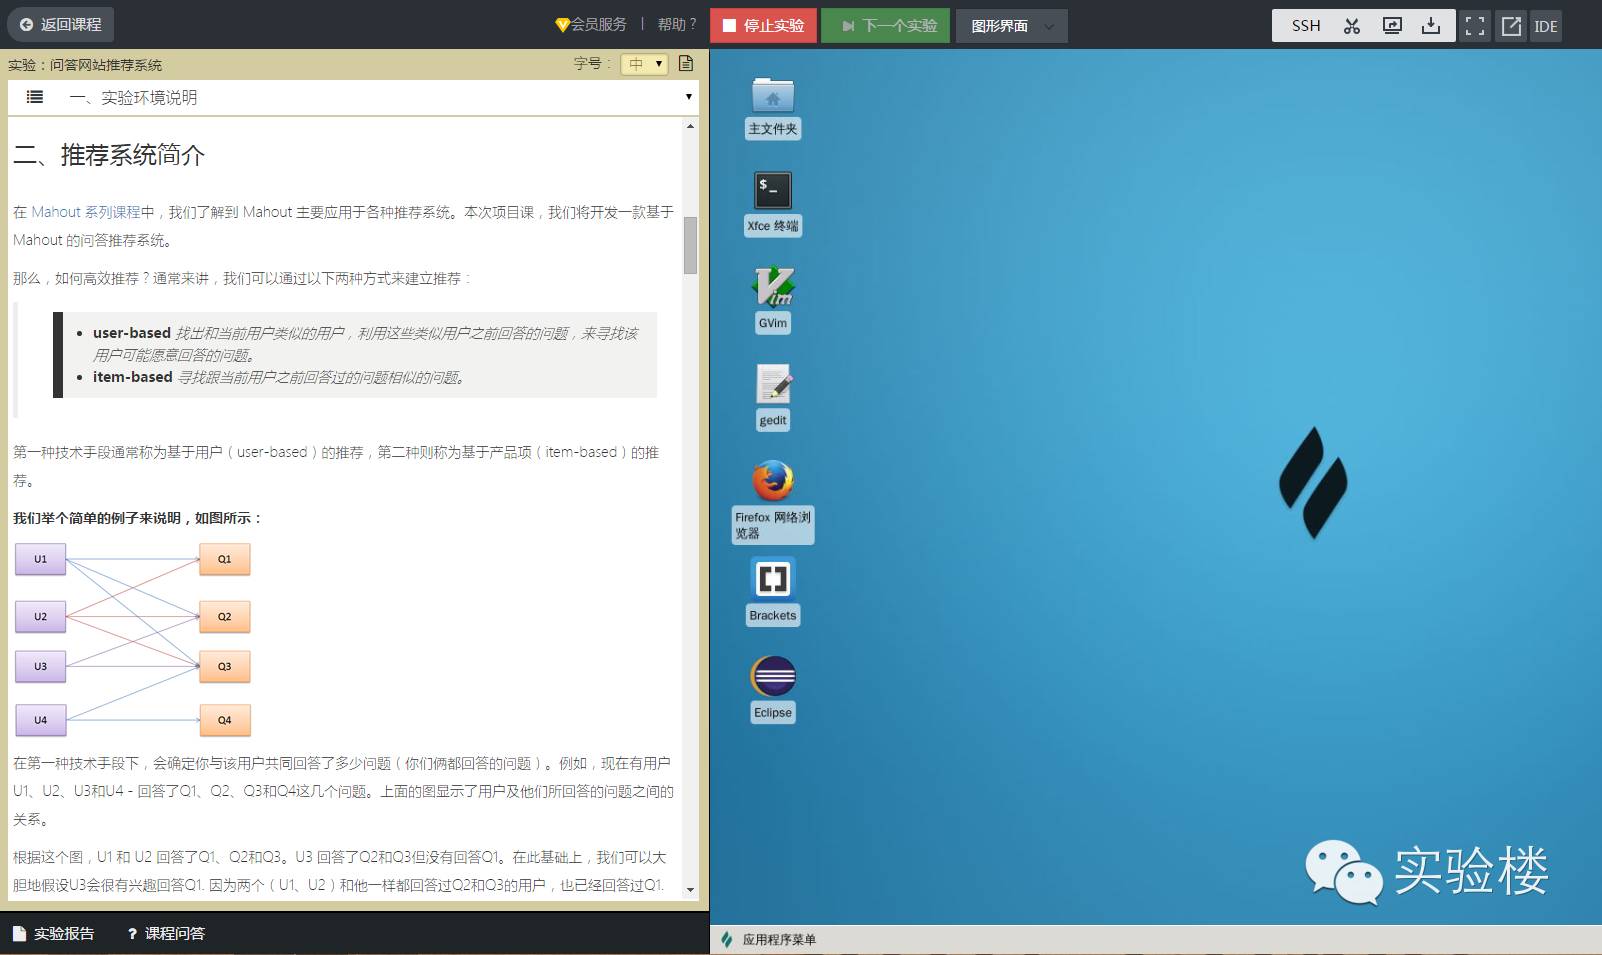 返回课程
会员服务 | 帮助 ?
停止实验
下一个实验
图形界面
SSH
IDE
实验：问答网站推荐系统
字号：
中
一、实验环境说明
二、推荐系统简介
在 Mahout 系列课程中，我们了解到 Mahout 主要应用于各种推荐系统。本次项目课，我们将开发一款基于
Mahout 的问答推荐系统。
那么，如何高效推荐？通常来讲，我们可以通过以下两种方式来建立推荐：
• user-based 找出和当前用户类似的用户，利用这些类似用户之前回答的问题，来寻找该
用户可能愿意回答的问题。
• item-based 寻找跟当前用户之前回答过的问题相似的问题。
第一种技术手段通常称为基于用户（user-based）的推荐，第二种则称为基于产品项（item-based）的推
荐。
我们举个简单的例子来说明，如图所示：
U1 Q1
U2 Q2
U3 Q3
U4 Q4
在第一种技术手段下，会确定你与该用户共同回答了多少问题（你们俩都回答的问题）。例如，现在有用户
U1、U2、U3和U4 - 回答了Q1、Q2、Q3和Q4这几个问题。上面的图显示了用户及他们所回答的问题之间的
关系。
根据这个图，U1 和 U2 回答了Q1、Q2和Q3。U3 回答了Q2和Q3但没有回答Q1。在此基础上，我们可以大
胆地假设U3会很有兴趣回答Q1. 因为两个（U1、U2）和他一样都回答过Q2和Q3的用户，也已经回答过Q1.
实验报告
? 课程问答
主文件夹
$_
Xfce 终端
Vim
GVim
gedit
Firefox 网络浏
览器
Brackets
Eclipse
实验楼
应用程序菜单